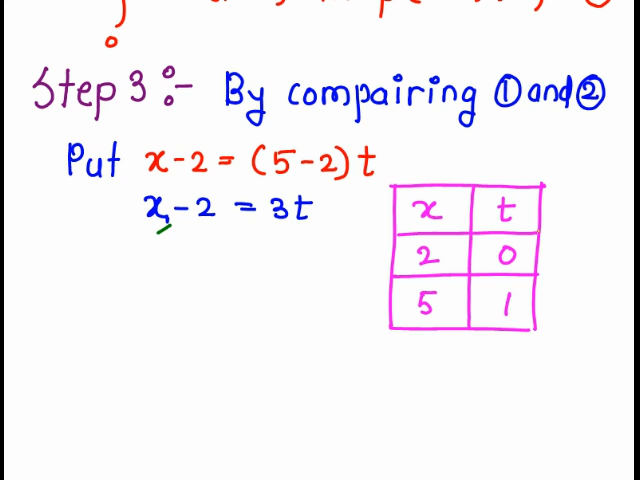 Step 3 :- By compairing ① and ②
Put x - 2 = (5 - 2) t
x - 2 = 3t
x t
2 0
5 1